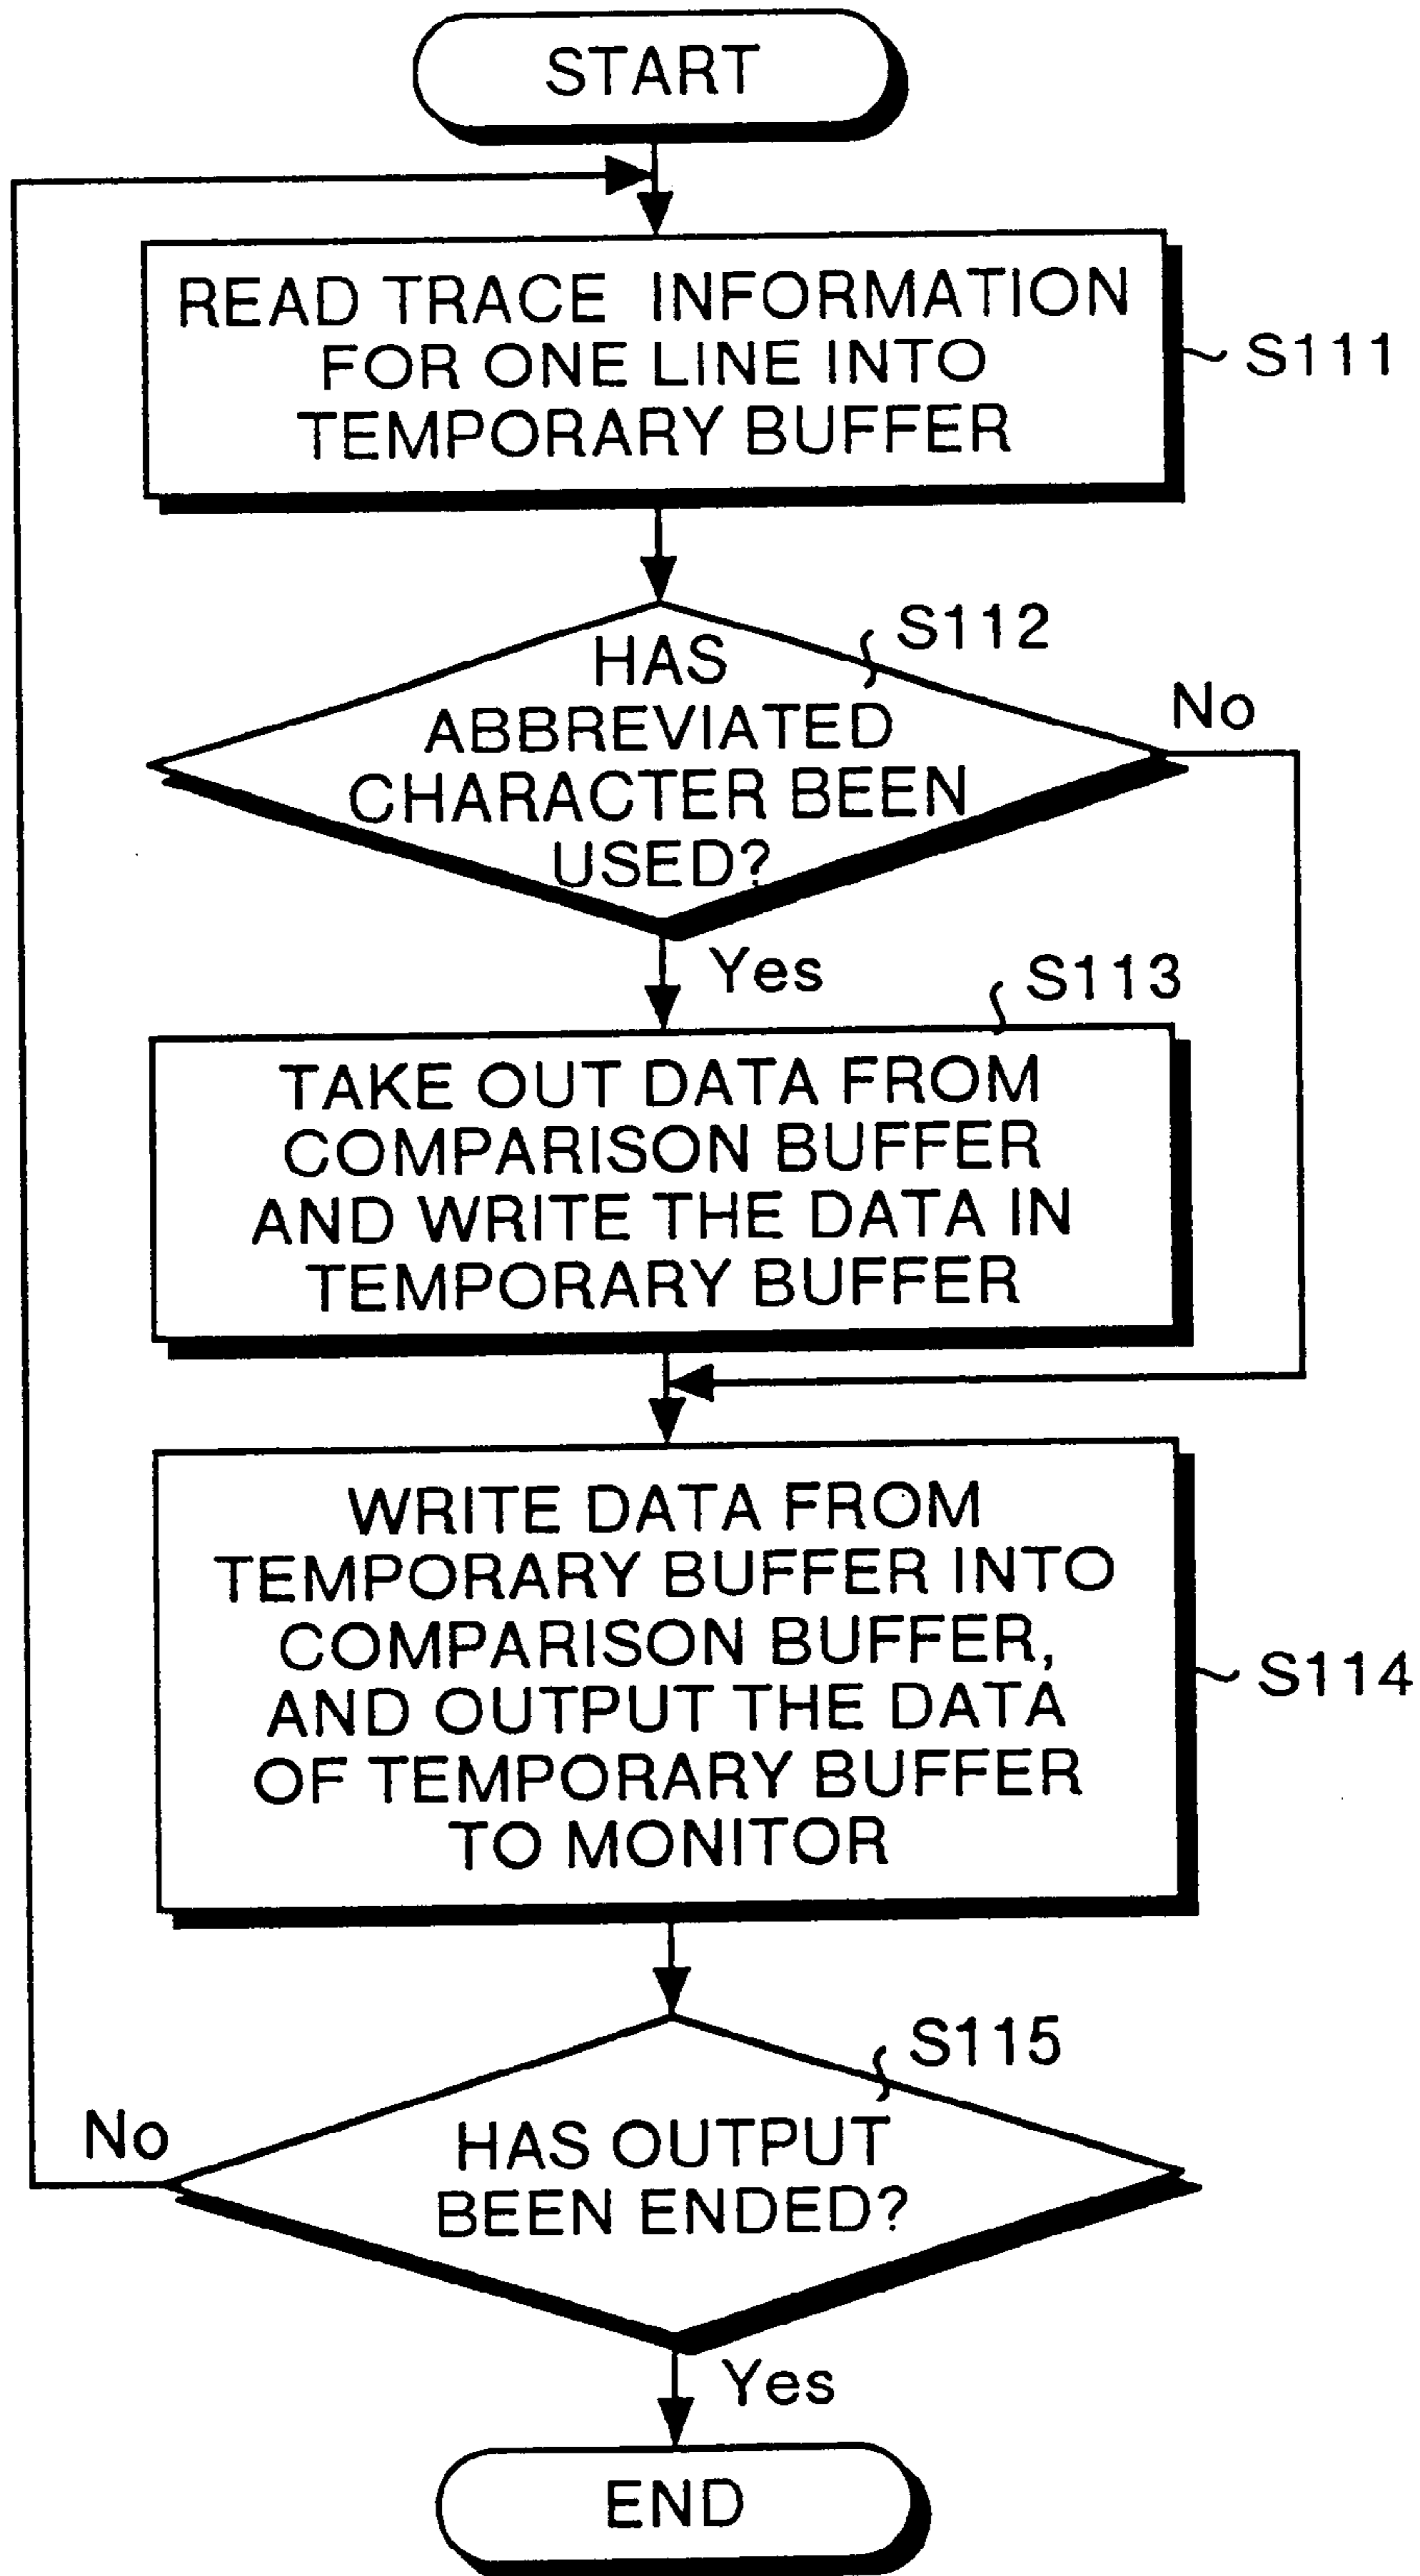 START
READ TRACE INFORMATION
FOR ONE LINE INTO
TEMPORARY BUFFER
S111
S112
HAS
ABBREVIATED
CHARACTER BEEN
USED?
No
Yes
S113
TAKE OUT DATA FROM
COMPARISON BUFFER
AND WRITE THE DATA IN
TEMPORARY BUFFER
WRITE DATA FROM
TEMPORARY BUFFER INTO
COMPARISON BUFFER,
AND OUTPUT THE DATA
OF TEMPORARY BUFFER
TO MONITOR
S114
S115
HAS OUTPUT
BEEN ENDED?
No
Yes
END